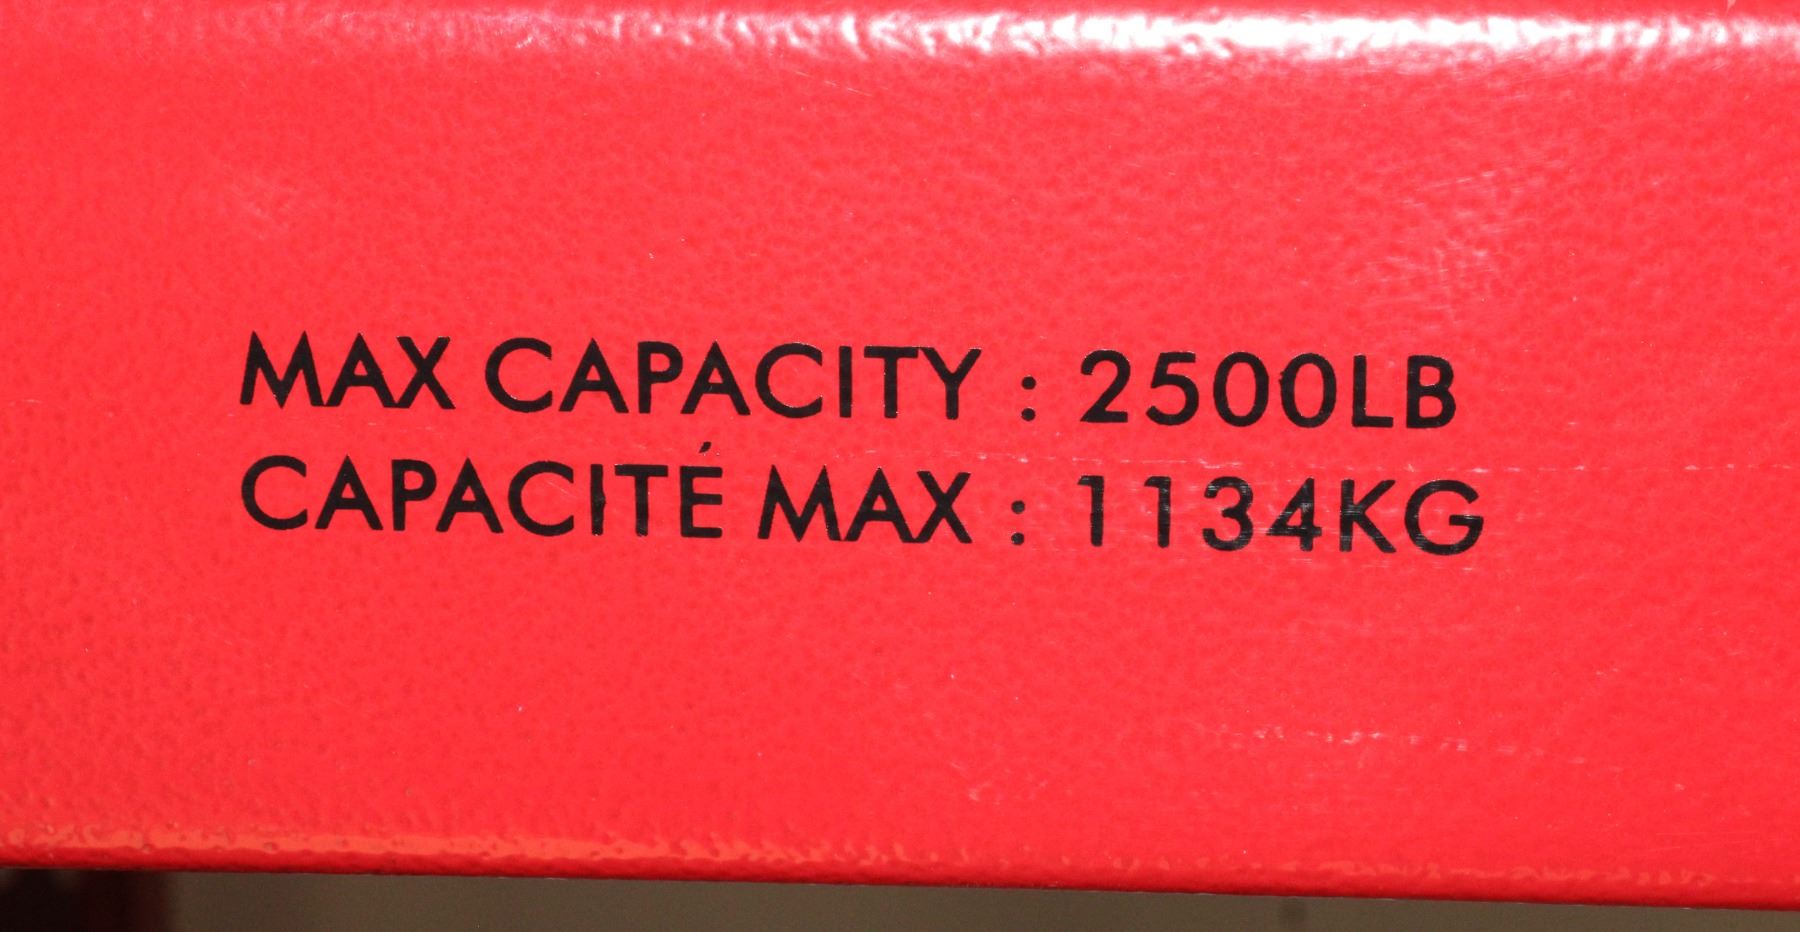 MAX CAPACITY : 2500LB
CAPACITÉ MAX : 1134KG